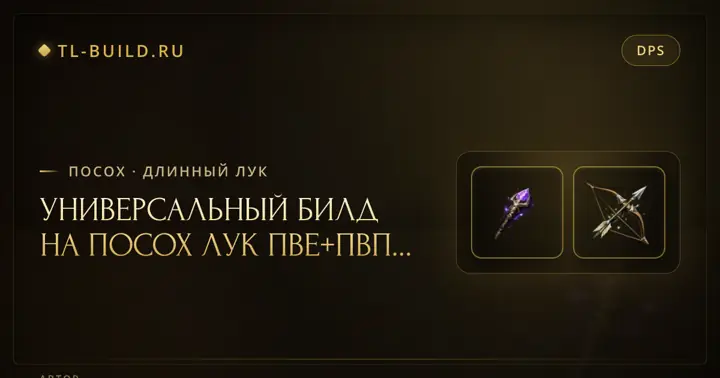 TL-BUILD.RU
DPS
ПОСОХ · ДЛИННЫЙ ЛУК
УНИВЕРСАЛЬНЫЙ БИЛД
НА ПОСОХ ЛУК ПВЕ+ПВП...